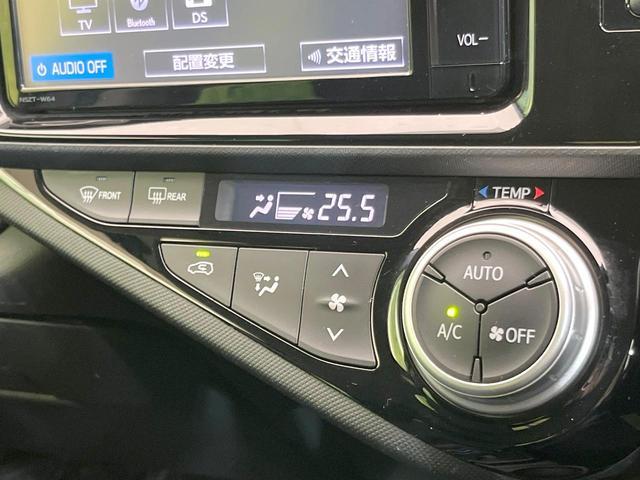 TV
Bluetooth
DS
AUDIO OFF
配置変更
交通情報
VOL−
NSZT-W64
FRONT
REAR
25.5
TEMP
AUTO
A/C
OFF